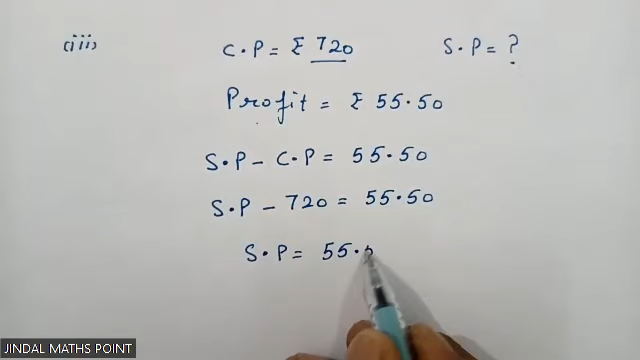 (iii) C.P = ₹ 720 S.P = ?
Profit = ₹ 55.50
S.P - C.P = 55.50
S.P - 720 = 55.50
S.P = 55.
JINDAL MATHS POINT